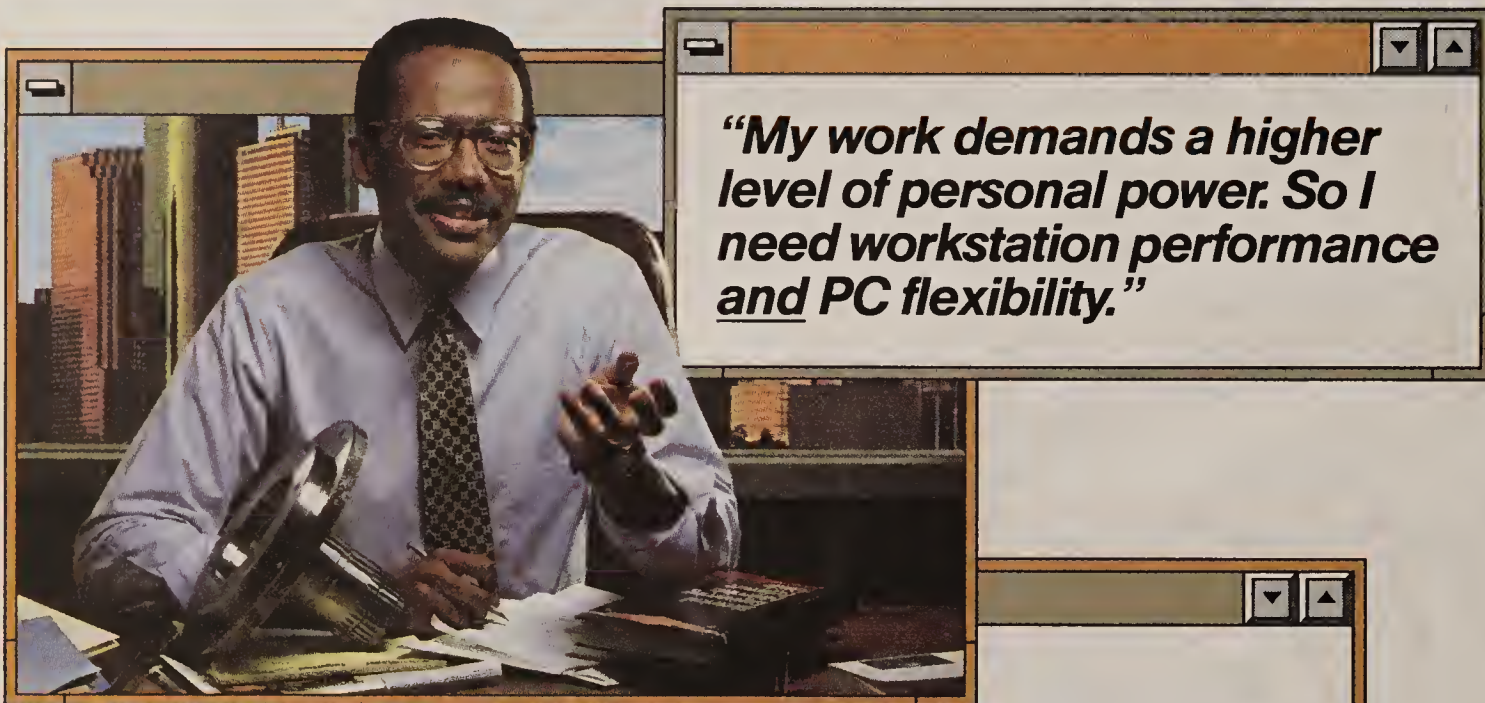 “My work demands a higher
level of personal power. So I
need workstation performance
and PC flexibility.”